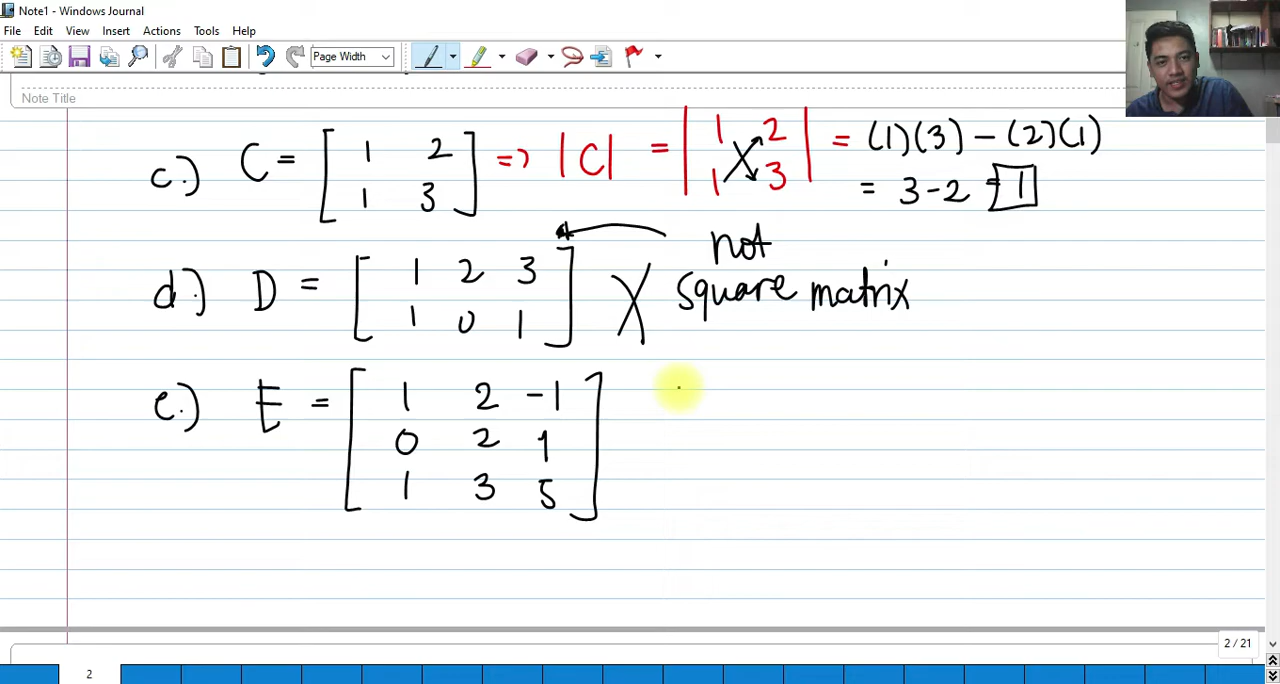 Note1 - Windows Journal
File Edit View Insert Actions Tools Help
Page Width
Note Title
c.) C = [ 1 2 => |C| = | 1 2 | = (1)(3) - (2)(1)
1 3 ] 1 3 = 3-2 = 1
d.) D = [ 1 2 3 X not
1 0 1 ] square matrix
e.) E = [ 1 2 -1
0 2 1
1 3 5 ]
2 / 21
2